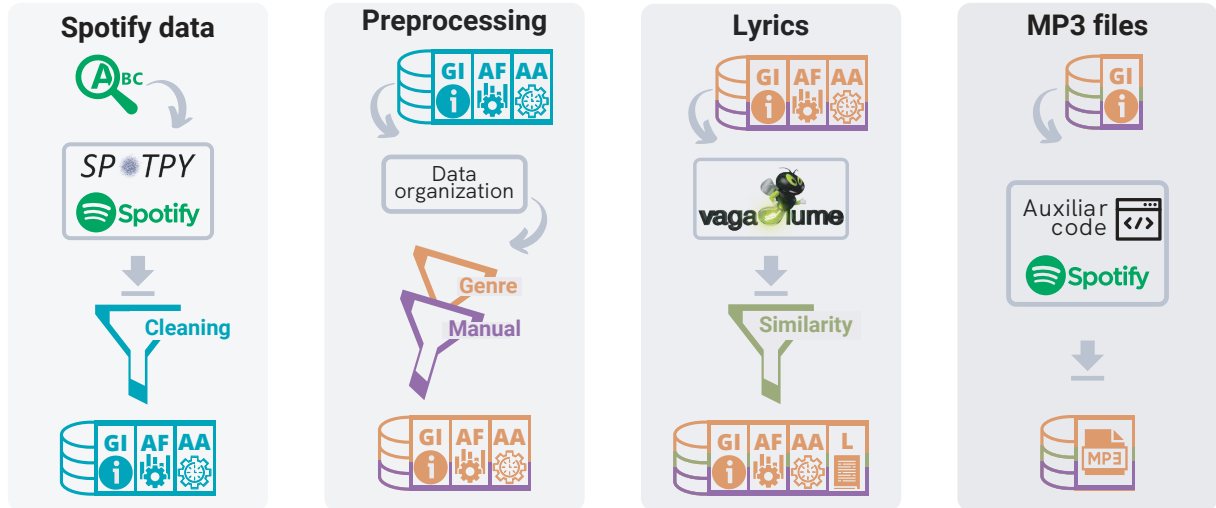 Spotify data
ABC
SPOTPY
Spotify
Cleaning
GI AF AA
Preprocessing
GI AF AA
Data
organization
Genre
Manual
GI AF AA
Lyrics
GI AF AA
vagalume
Similarity
GI AF AA L
MP3 files
GI
Auxiliar
code
</>
Spotify
MP3